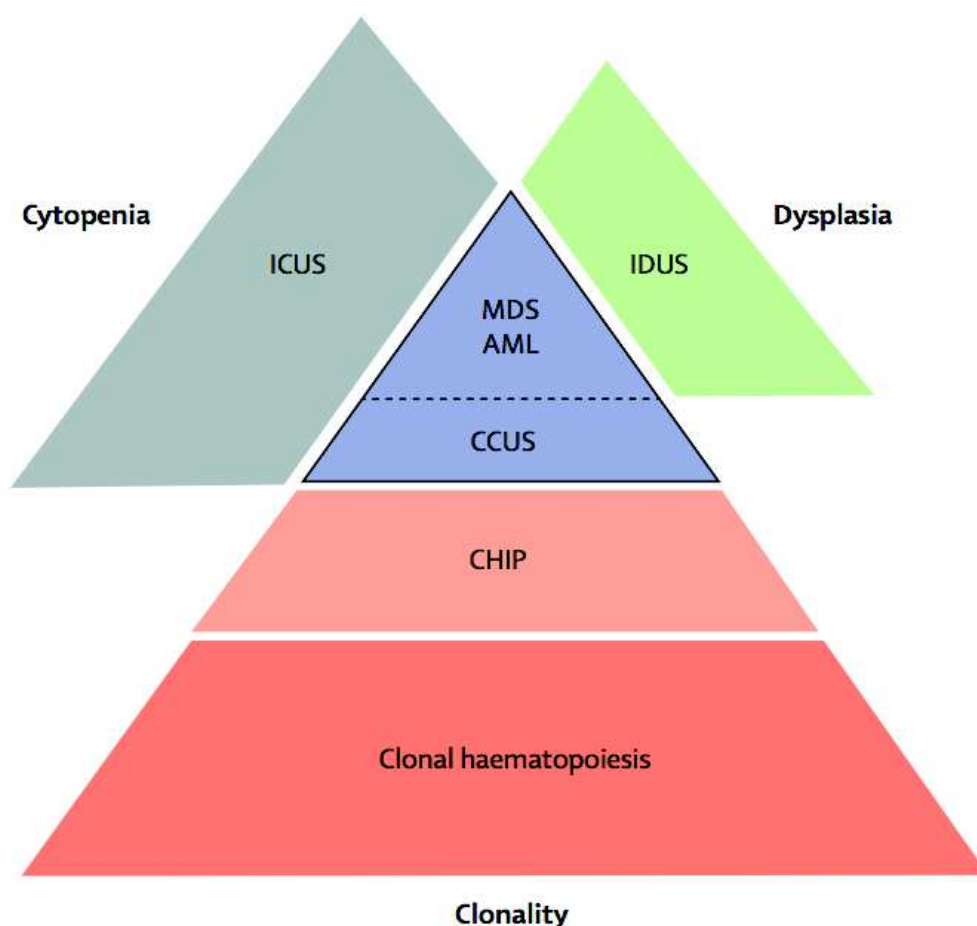 Cytopenia
Dysplasia
ICUS
IDUS
MDS
AML
CCUS
CHIP
Clonal haematopoiesis
Clonality